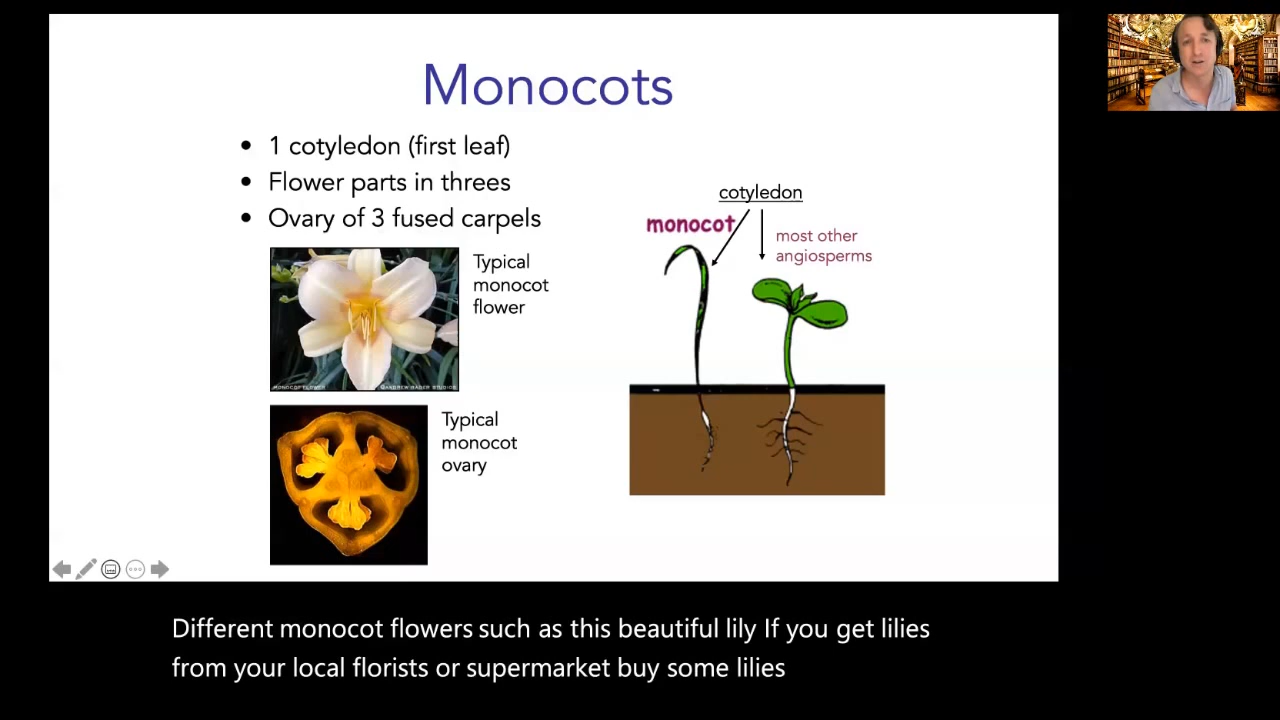 Monocots
• 1 cotyledon (first leaf)
• Flower parts in threes
• Ovary of 3 fused carpels
cotyledon
monocot
most other
angiosperms
Typical
monocot
flower
MONOCOT FLOWER
Typical
monocot
ovary
Different monocot flowers such as this beautiful lily If you get lilies
from your local florists or supermarket buy some lilies